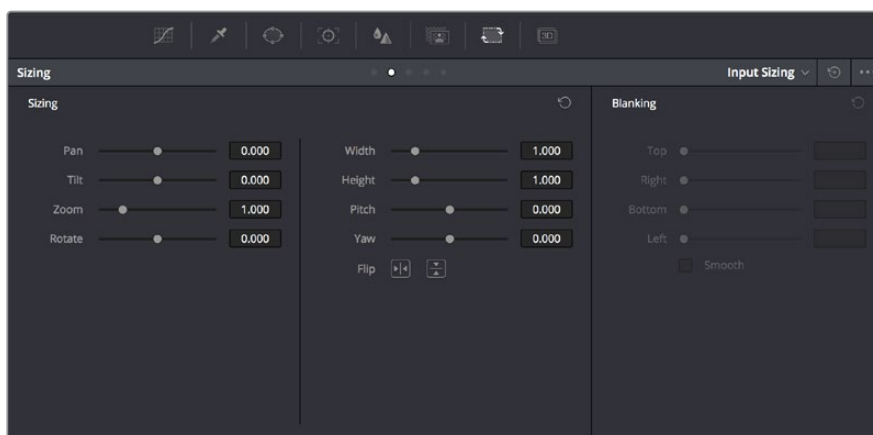 3D
Sizing
Input Sizing
Sizing
Blanking
Pan 0.000 Width 1.000 Top
Tilt 0.000 Height 1.000 Right
Zoom 1.000 Pitch 0.000 Bottom
Rotate 0.000 Yaw 0.000 Left
Flip Smooth